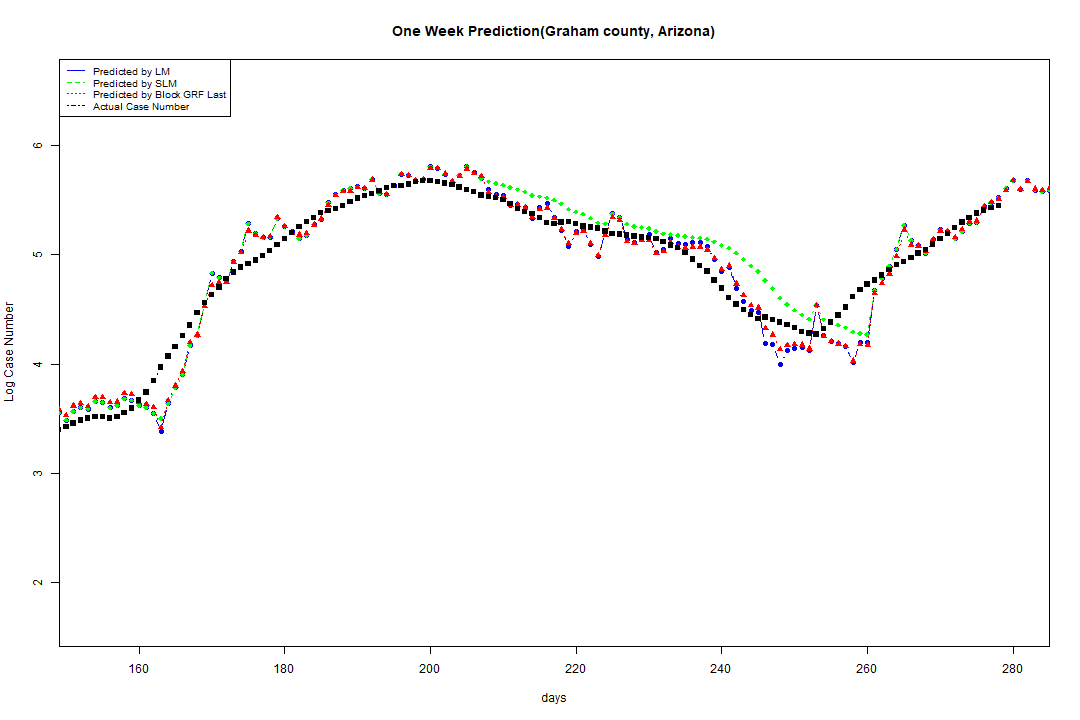 One Week Prediction(Graham county, Arizona)
Predicted by LM
Predicted by SLM
Predicted by Block GRF Last
Actual Case Number
6
5
4
3
2
Log Case Number
160 180 200 220 240 260 280
days